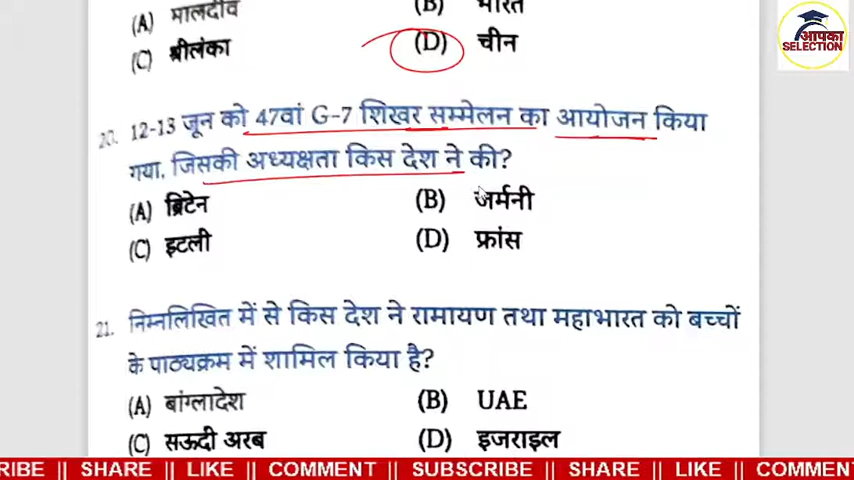 (A) मालदीव (B) भारत
(C) श्रीलंका (D) चीन
आपका
SELECTION
20. 12-13 जून को 47वां G-7 शिखर सम्मेलन का आयोजन किया
गया, जिसकी अध्यक्षता किस देश ने की?
(A) ब्रिटेन (B) जर्मनी
(C) इटली (D) फ्रांस
21. निम्नलिखित में से किस देश ने रामायण तथा महाभारत को बच्चों
के पाठ्यक्रम में शामिल किया है?
(A) बांग्लादेश (B) UAE
(C) सऊदी अरब (D) इजराइल
RIBE || SHARE || LIKE || COMMENT || SUBSCRIBE || SHARE || LIKE || COMMEN